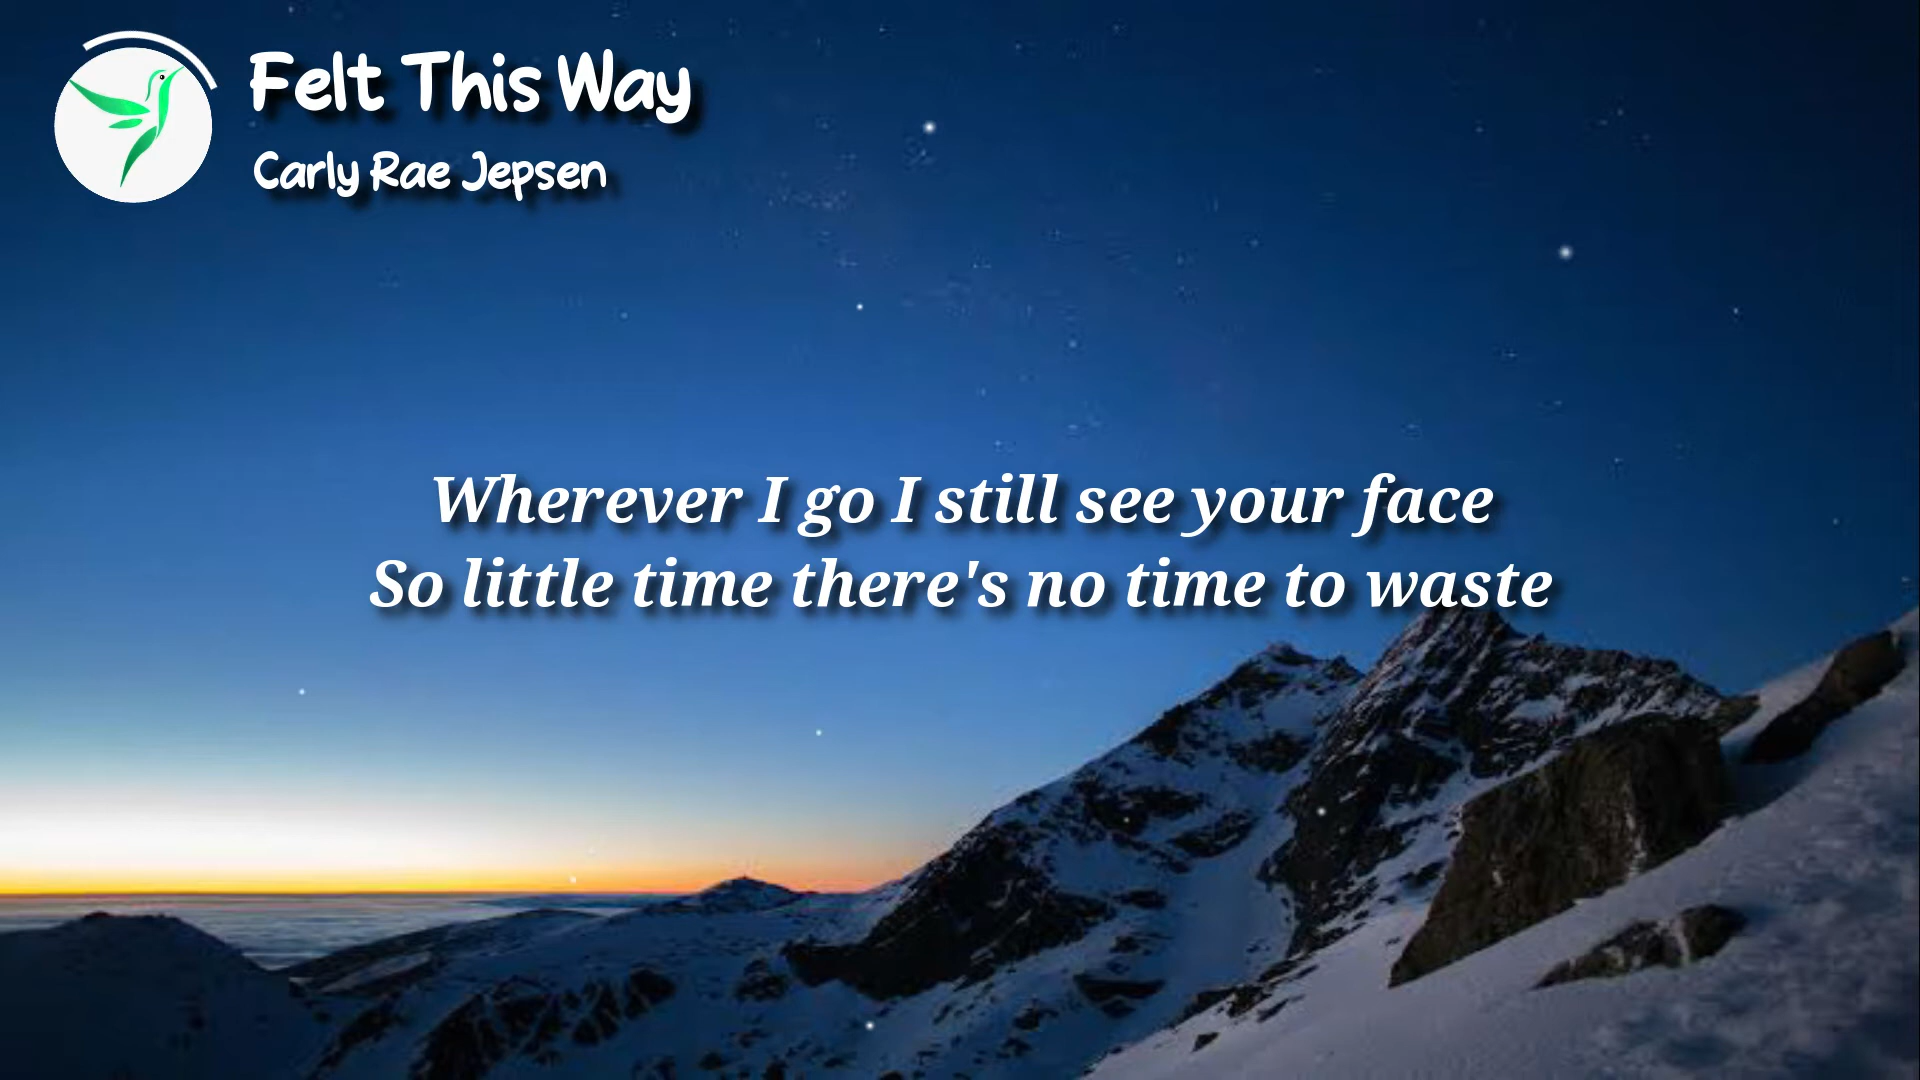 Felt This Way
Carly Rae Jepsen
Wherever I go I still see your face
So little time there's no time to waste